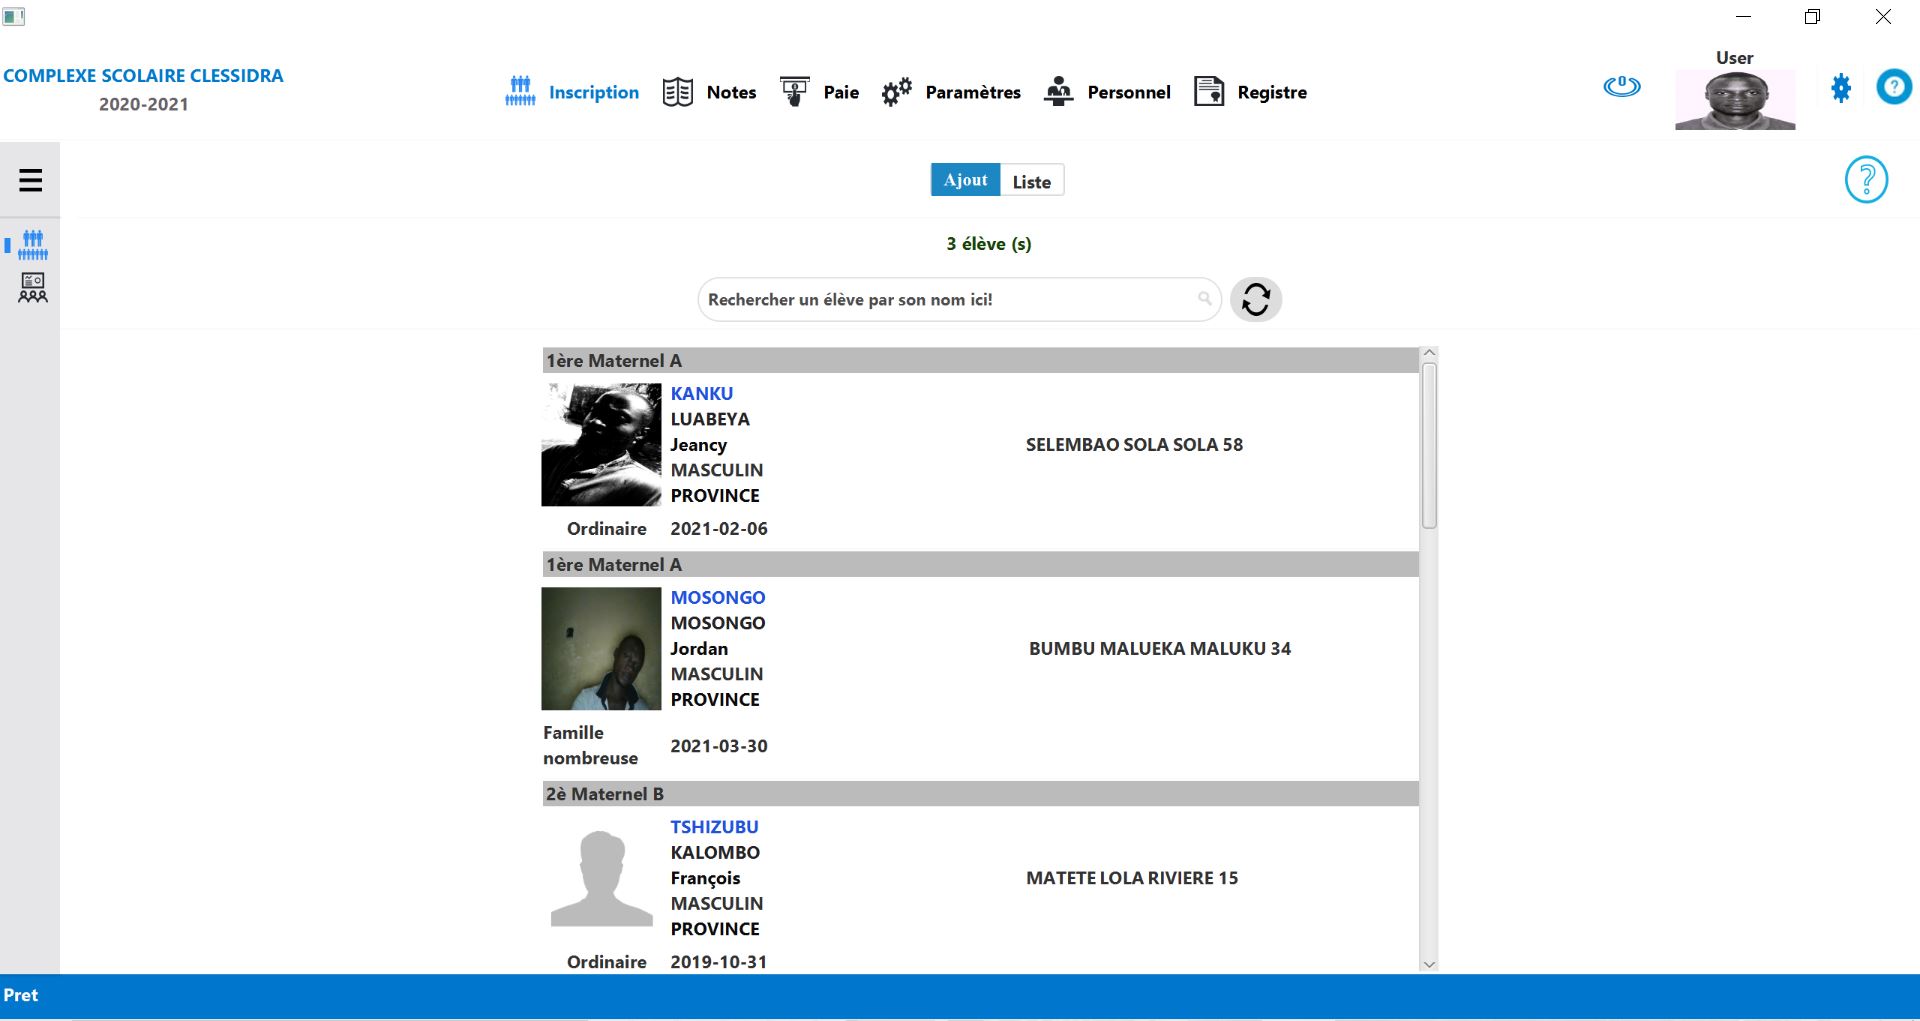 COMPLEXE SCOLAIRE CLESSIDRA
2020-2021
Inscription
Notes
Paie
Paramètres
Personnel
Registre
User
Ajout
Liste
3 élève (s)
Rechercher un élève par son nom ici!
1ère Maternel A
KANKU
LUABEYA
Jeancy
MASCULIN
PROVINCE
SELEMBAO SOLA SOLA 58
Ordinaire 2021-02-06
1ère Maternel A
MOSONGO
MOSONGO
Jordan
MASCULIN
PROVINCE
BUMBU MALUEKA MALUKU 34
Famille
nombreuse
2021-03-30
2è Maternel B
TSHIZUBU
KALOMBO
François
MASCULIN
PROVINCE
MATETE LOLA RIVIERE 15
Ordinaire 2019-10-31
Pret